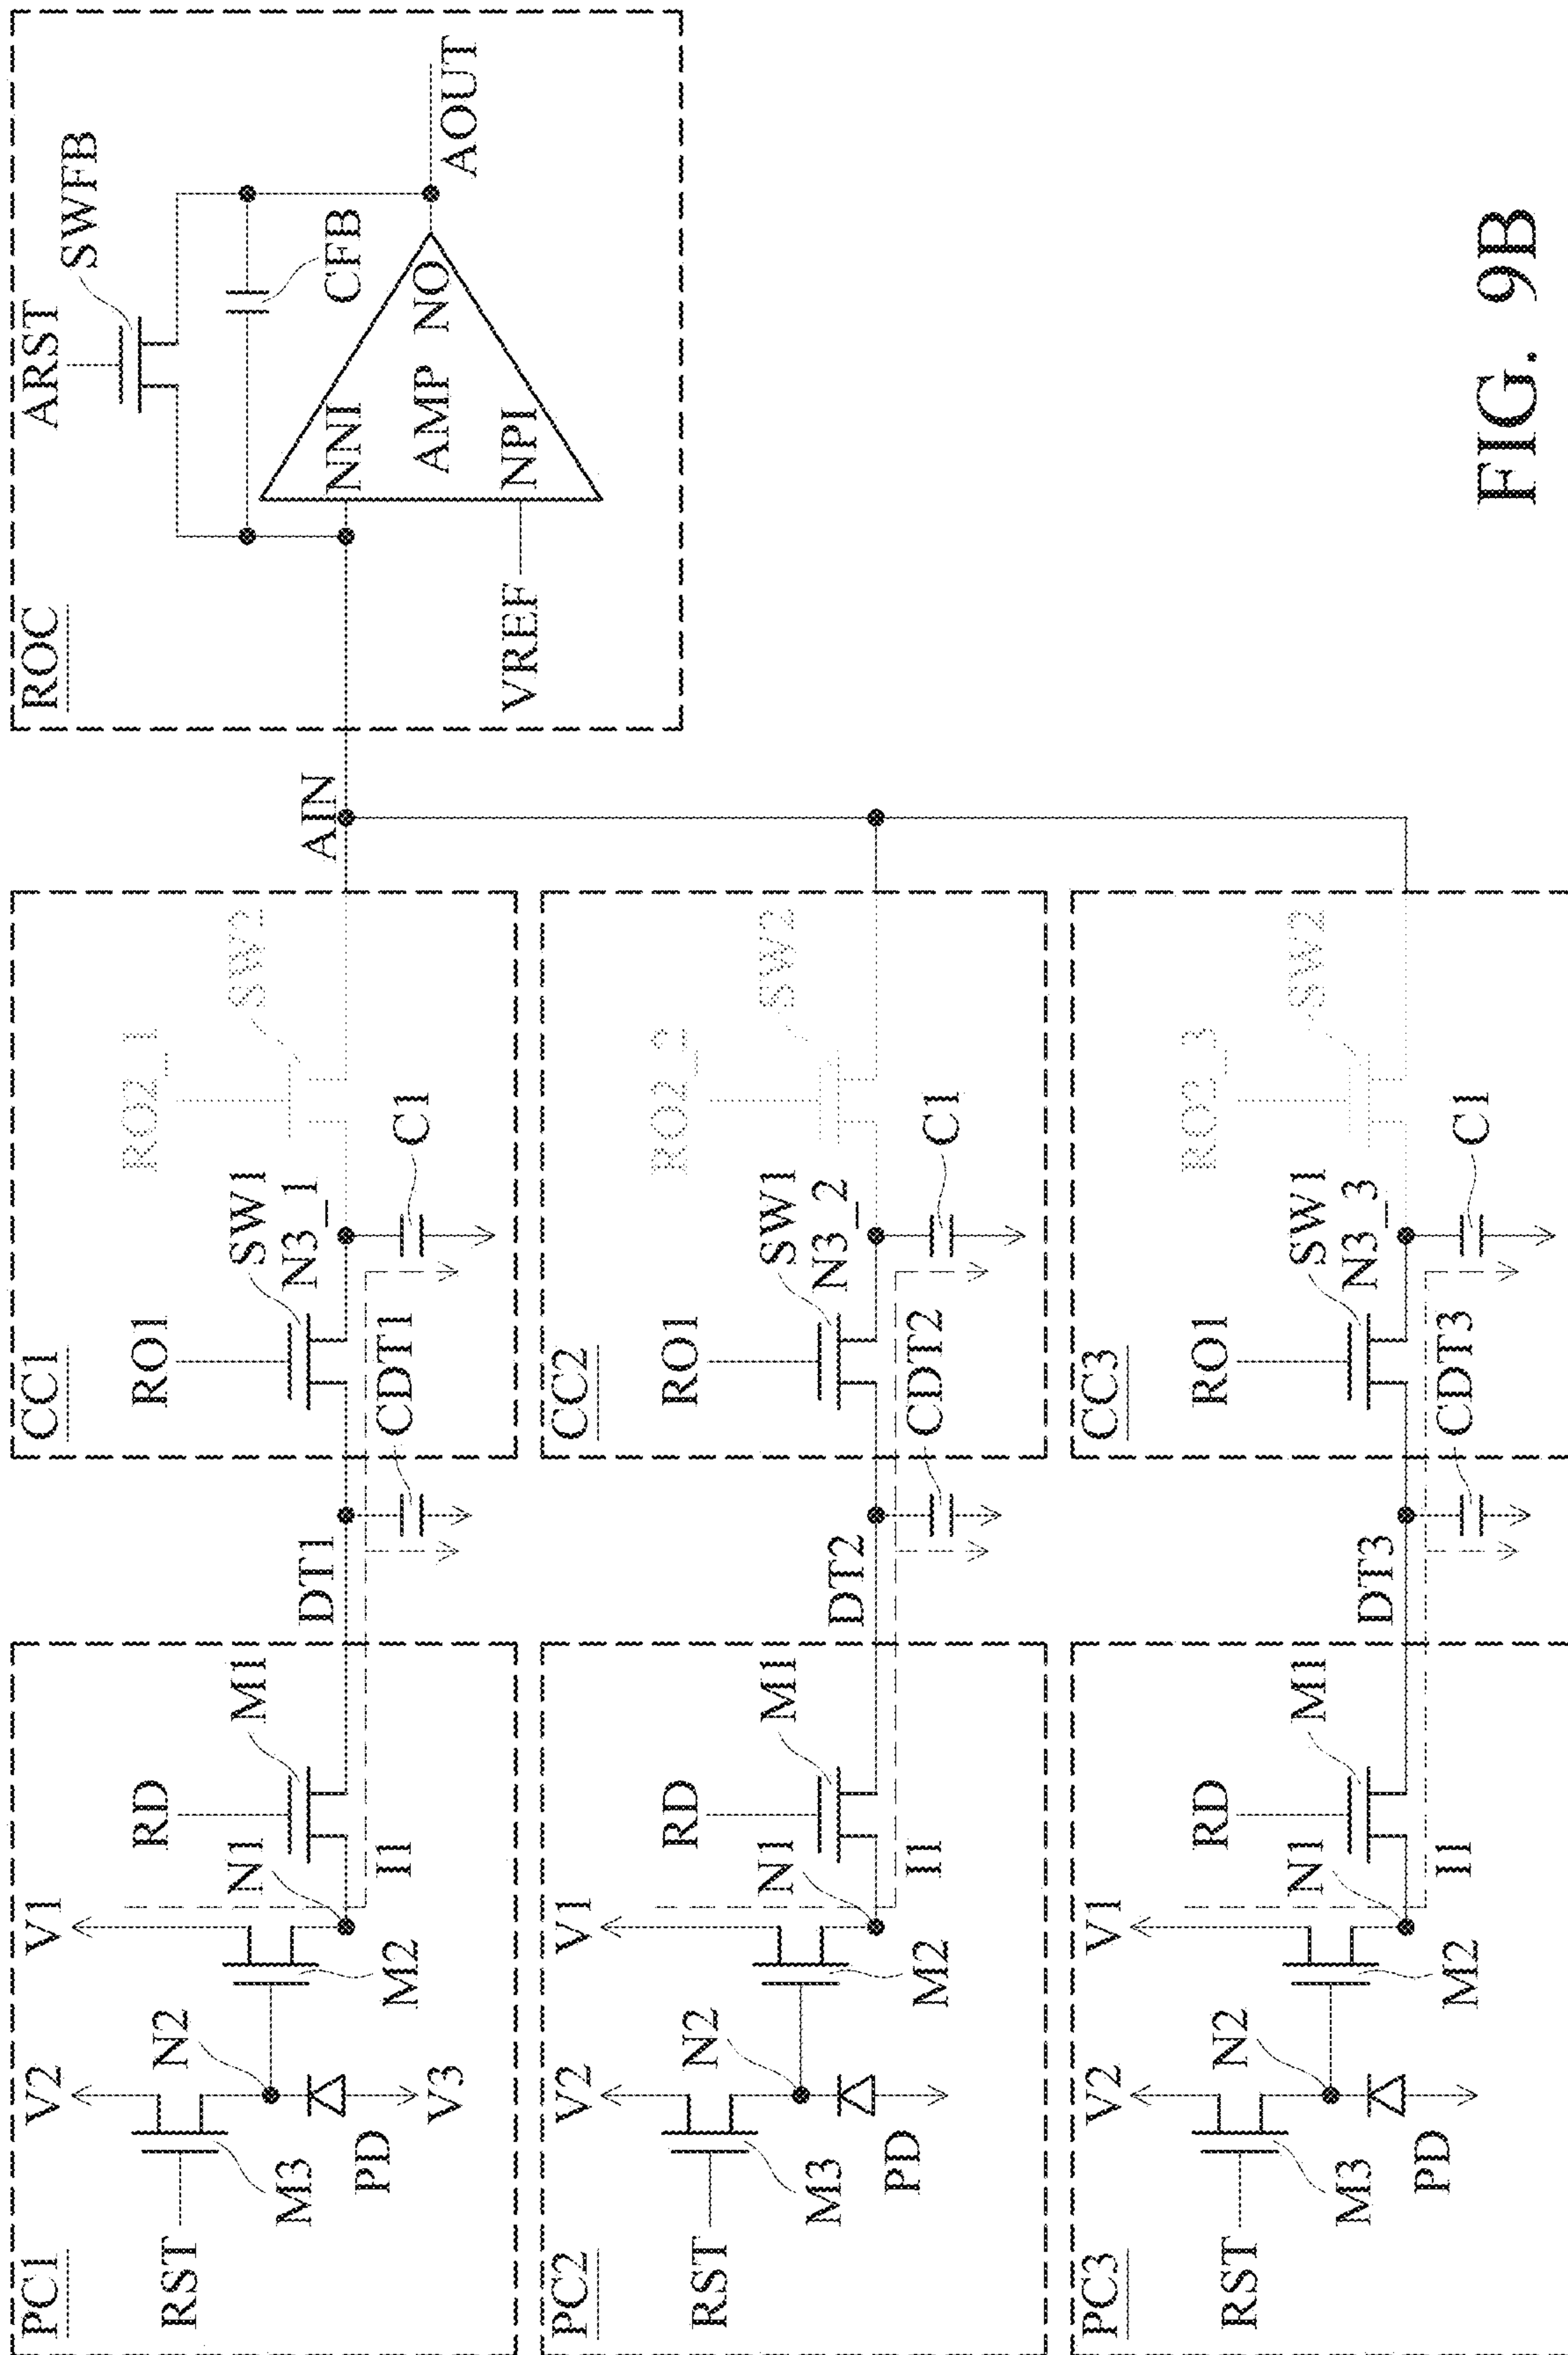 PC1
V2
V1
RST
M3
N2
PD
V3
M2
N1
RD
M1
I1
DT1
CDT1
CC1
RO1
SW1
N3_1
C1
RO2_1
SW2
AIN
ROC
ARST
SWFB
CFB
NNI
AMP
NO
NPI
VREF
AOUT
PC2
V2
V1
RST
M3
N2
PD
M2
N1
RD
M1
I1
DT2
CDT2
CC2
RO1
SW1
N3_2
C1
RO2_2
SW2
PC3
V2
V1
RST
M3
N2
PD
M2
N1
RD
M1
I1
DT3
CDT3
CC3
RO1
SW1
N3_3
C1
RO2_3
SW2
FIG. 9B